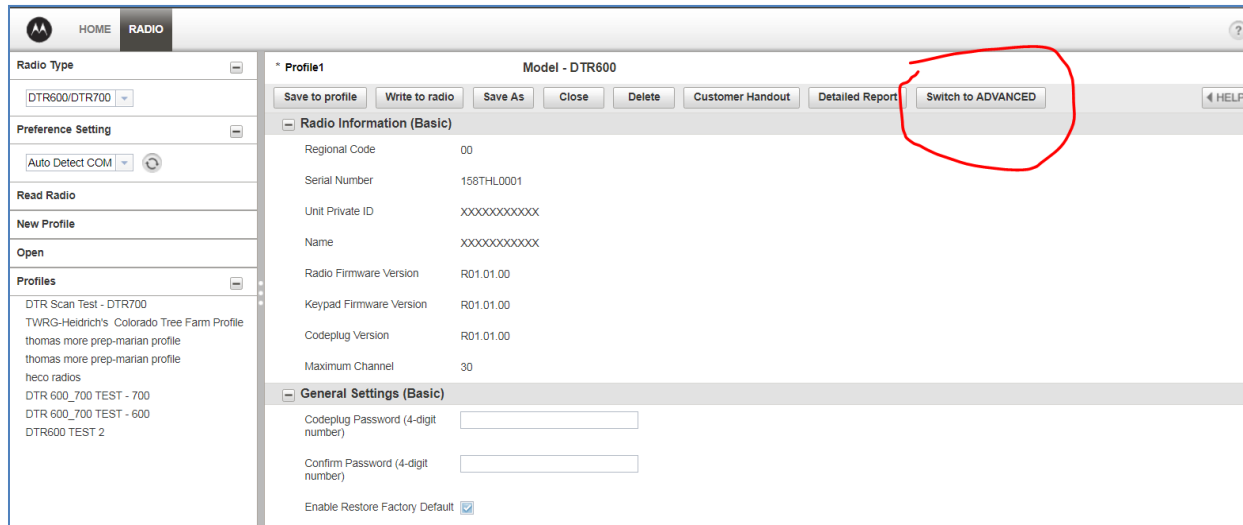 HOME RADIO ?
Radio Type
DTR600/DTR700
Preference Setting
Auto Detect COM
Read Radio
New Profile
Open
Profiles
DTR Scan Test - DTR700
TWRG-Heidrich's Colorado Tree Farm Profile
thomas more prep-marian profile
thomas more prep-marian profile
heco radios
DTR 600_700 TEST - 700
DTR 600_700 TEST - 600
DTR600 TEST 2
* Profile1 Model - DTR600
Save to profile Write to radio Save As Close Delete Customer Handout Detailed Report Switch to ADVANCED HELP
Radio Information (Basic)
Regional Code 00
Serial Number 158THL0001
Unit Private ID XXXXXXXXXXX
Name XXXXXXXXXXX
Radio Firmware Version R01.01.00
Keypad Firmware Version R01.01.00
Codeplug Version R01.01.00
Maximum Channel 30
General Settings (Basic)
Codeplug Password (4-digit
number)
Confirm Password (4-digit
number)
Enable Restore Factory Default